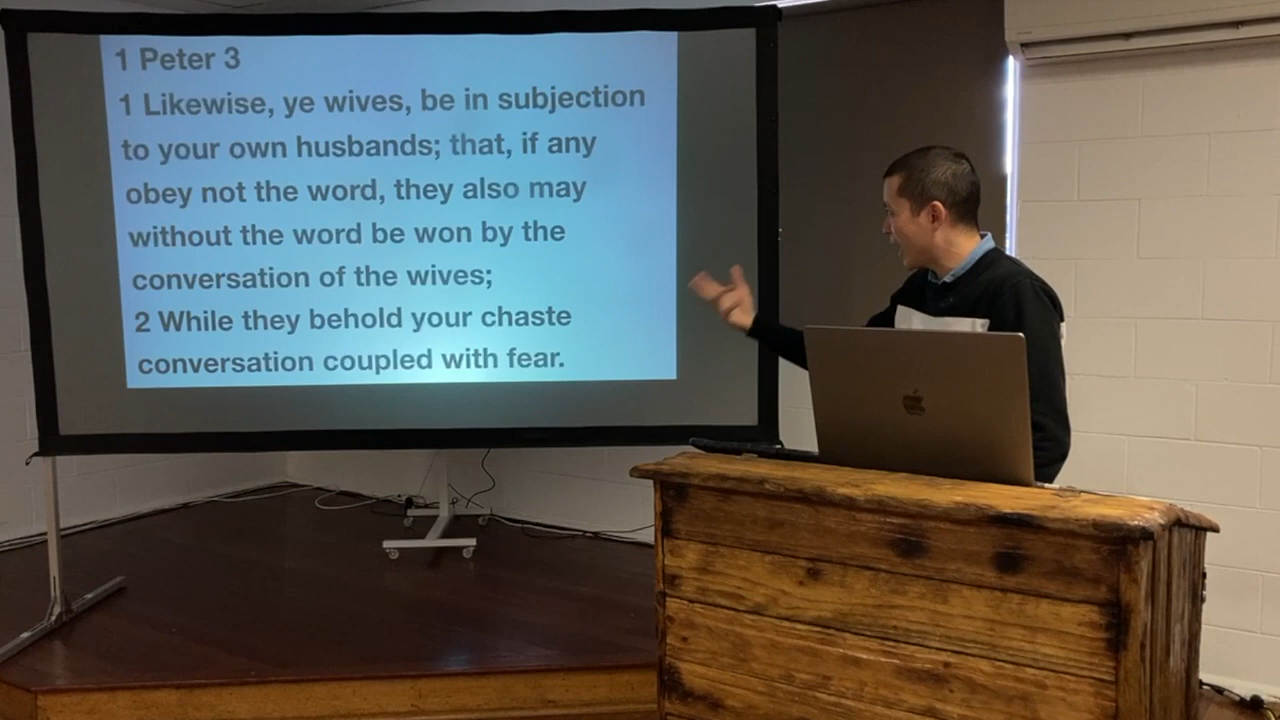 1 Peter 3
1 Likewise, ye wives, be in subjection
to your own husbands; that, if any
obey not the word, they also may
without the word be won by the
conversation of the wives;
2 While they behold your chaste
conversation coupled with fear.